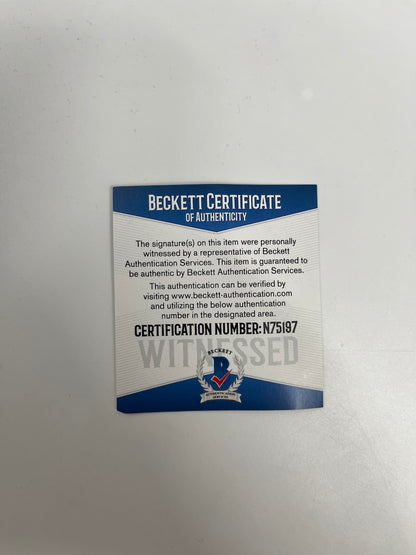 BECKETT CERTIFICATE
OF AUTHENTICITY
The signature(s) on this item were personally
witnessed by a representative of Beckett
Authentication Services. This item is guaranteed to
be authentic by Beckett Authentication Services.
This authentication can be verified by
visiting www.beckett-authentication.com
and utilizing the below authentication
number in the designated area.
CERTIFICATION NUMBER: N75197
WITNESSED
BECKETT
B
AUTHENTICATION
SERVICES